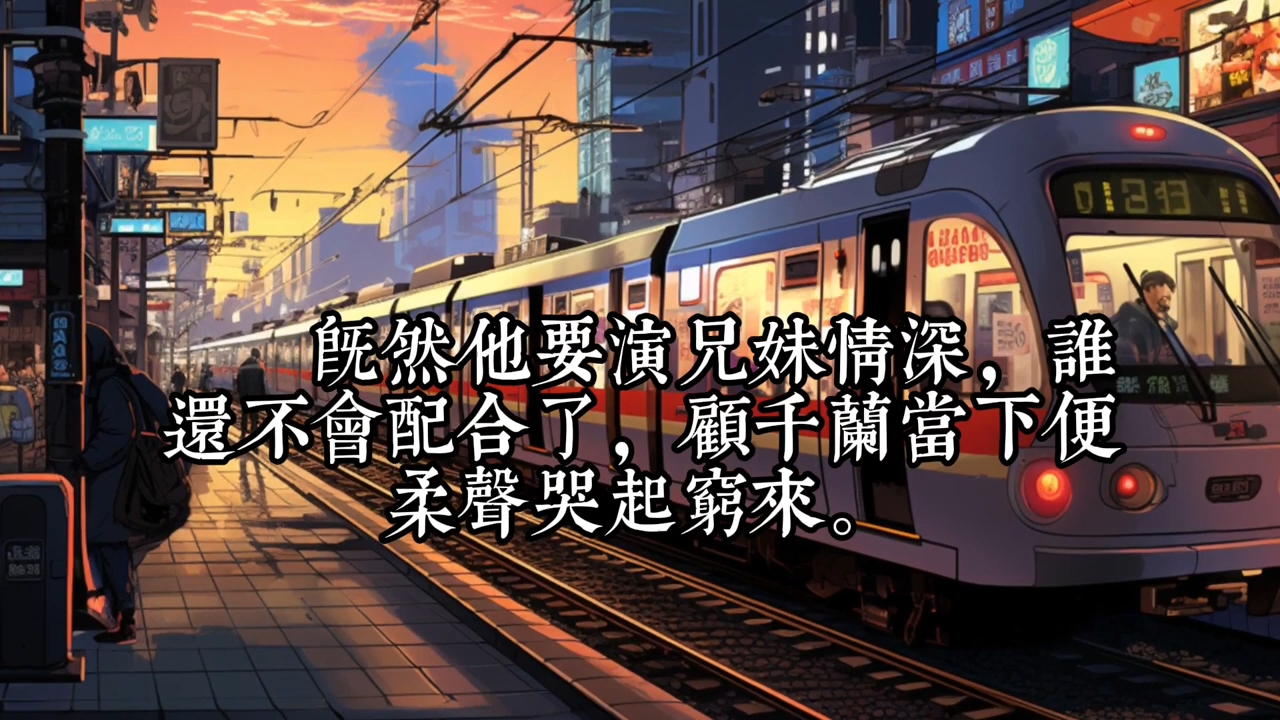 既然他要演兄妹情深，誰
還不會配合了，顧千蘭當下便
柔聲哭起窮來。